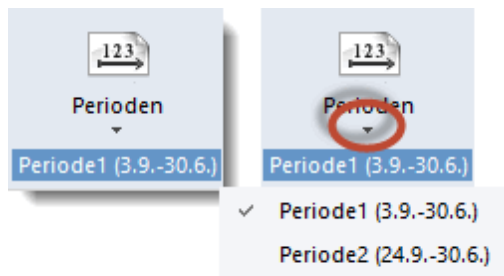 123
Perioden
Periode1 (3.9.-30.6.)
123
Perioden
Periode1 (3.9.-30.6.)
Periode1 (3.9.-30.6.)
Periode2 (24.9.-30.6.)